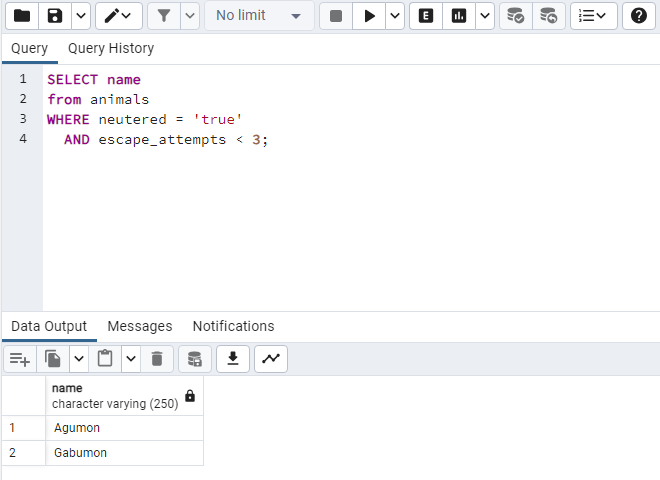 No limit
E
Query Query History
1 SELECT name
2 from animals
3 WHERE neutered = 'true'
4 AND escape_attempts < 3;
Data Output Messages Notifications
name
character varying (250)
1 Agumon
2 Gabumon